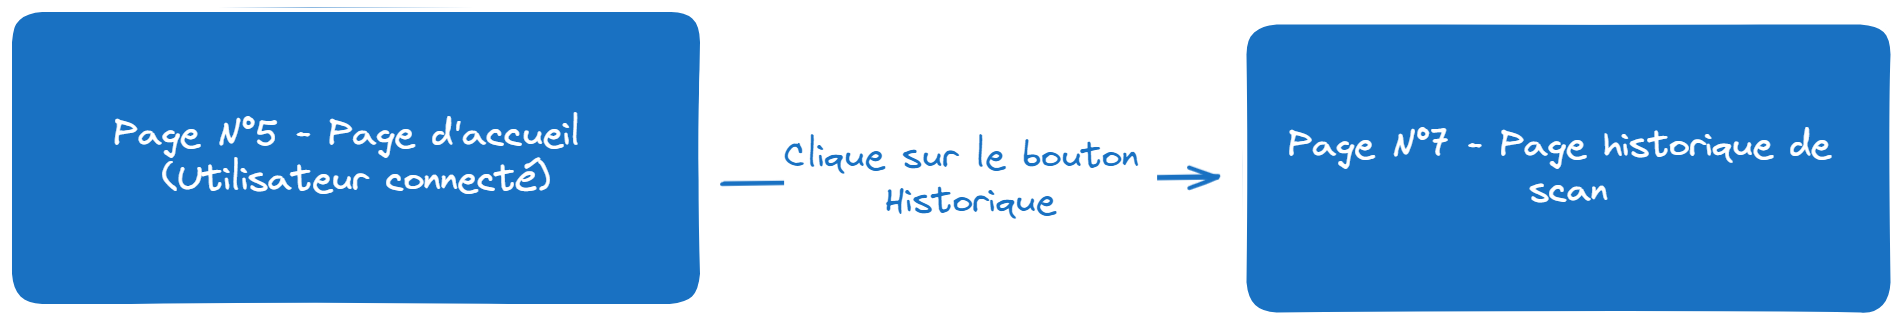 Page N°5 - Page d'accueil
(Utilisateur connecté)
Clique sur le bouton
Historique
Page N°7 - Page historique de
scan